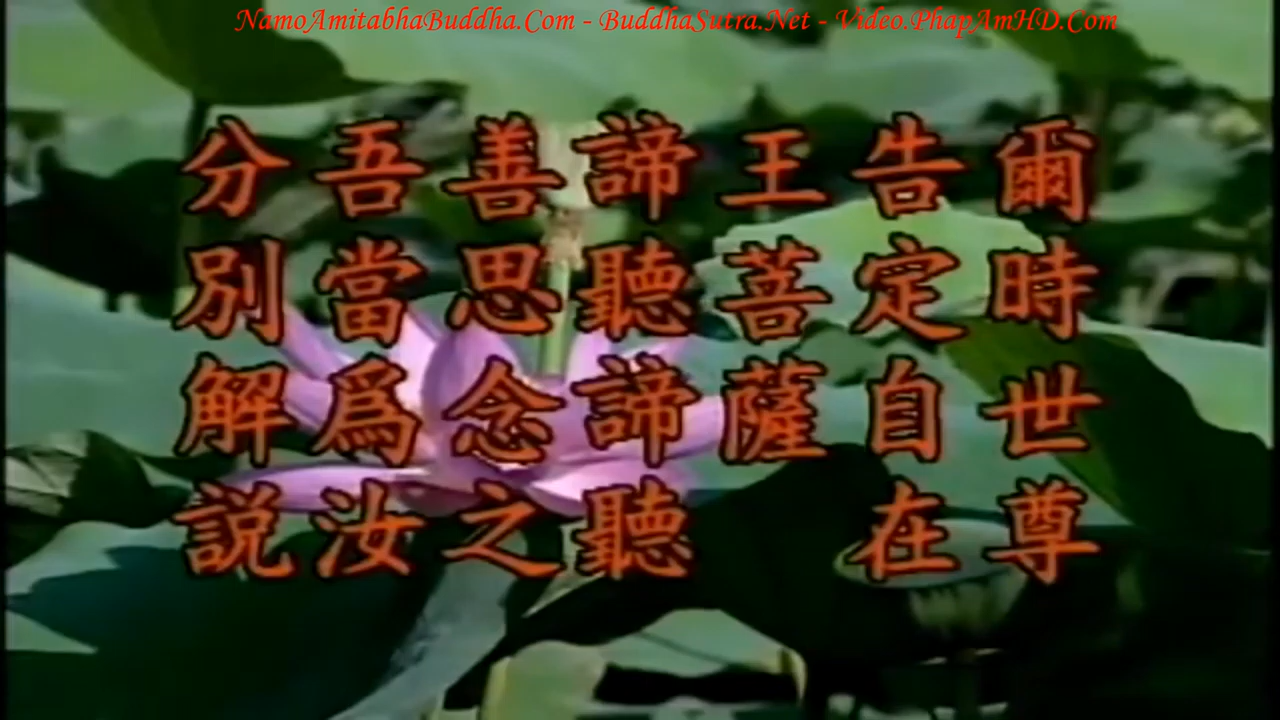 NamoAmitabhaBuddha.Com - BuddhaSutra.Net - Video.PhapAmHD.Com
爾時世尊
告定自在
王菩薩
諦聽諦聽
善思念之
吾當爲汝
分別解説